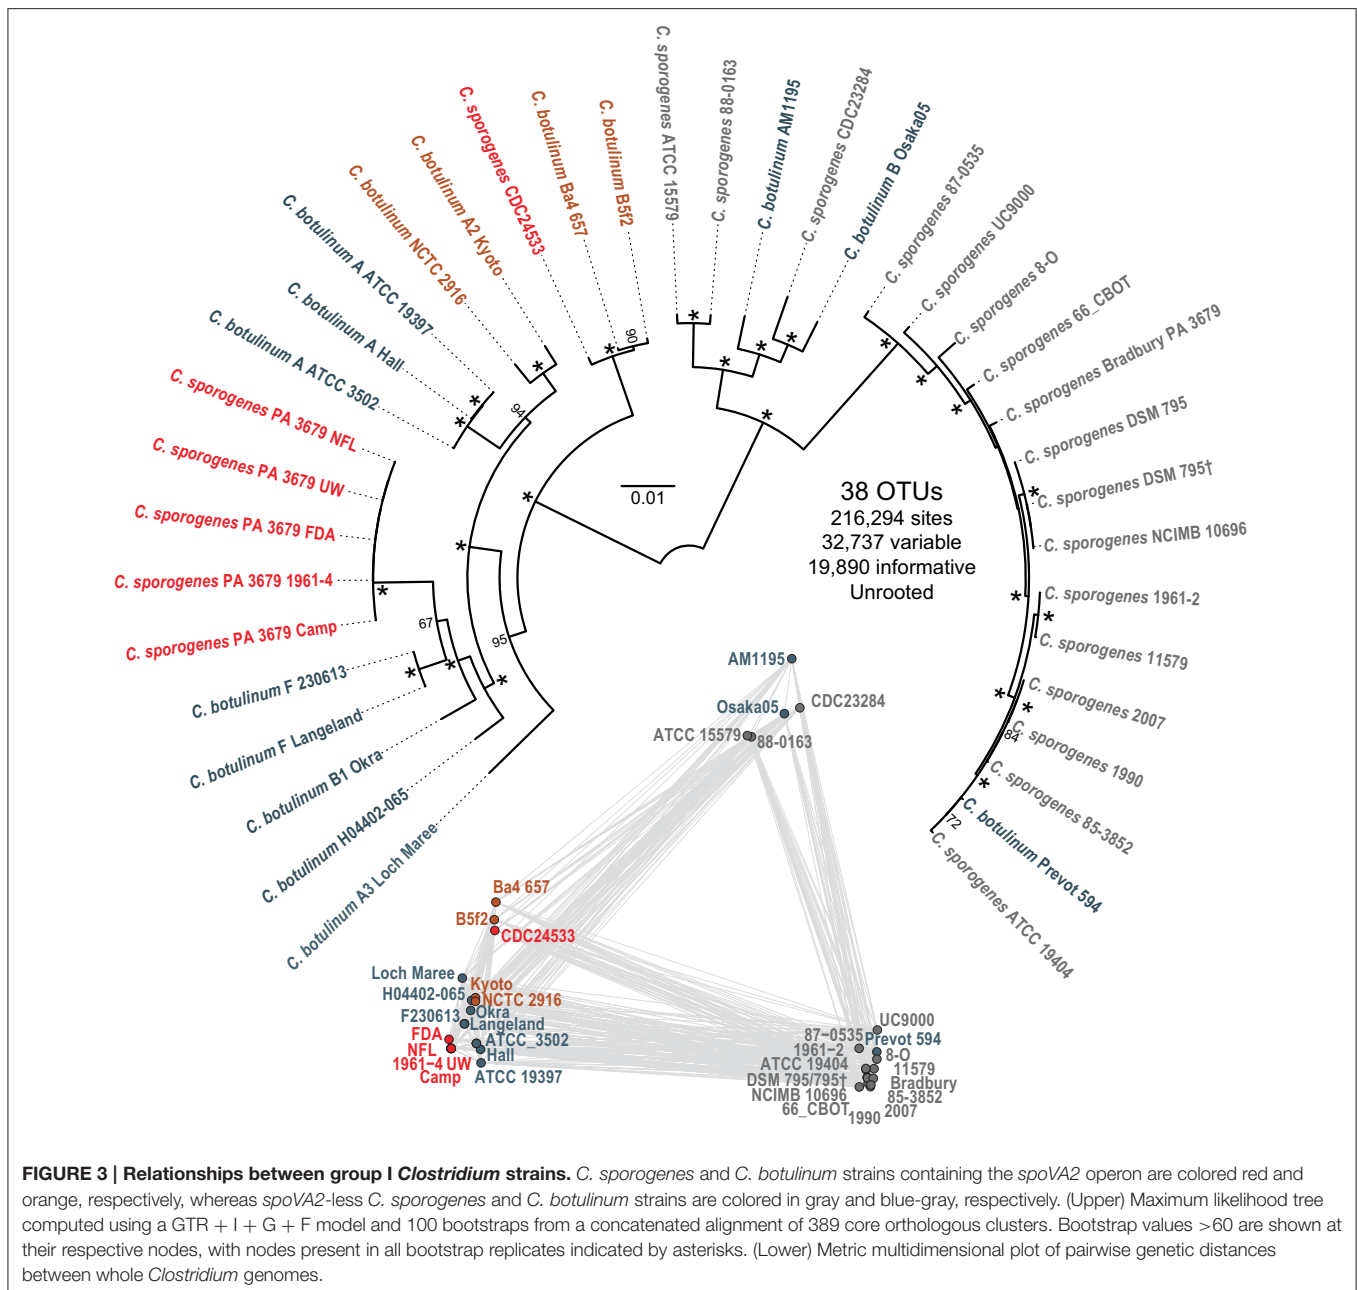 C. sporogenes ATCC 15579
C. sporogenes 88-0163
C. botulinum AM1195
C. sporogenes CDC23284
C. botulinum B Osaka05
C. sporogenes 87-0535
C. sporogenes UC9000
C. sporogenes 8-O
C. sporogenes 66_CBOT
C. sporogenes Bradbury PA 3679
C. sporogenes DSM 795
C. sporogenes DSM 795†
C. sporogenes NCIMB 10696
C. sporogenes 1961-2
C. sporogenes 11579
C. sporogenes 2007
C. sporogenes 1990
C. sporogenes 85-3852
C. botulinum Prevot 594
C. sporogenes ATCC 19404
C. botulinum B5f2
C. botulinum Ba4 657
C. sporogenes CDC24533
C. botulinum A2 Kyoto
C. botulinum NCTC 2916
C. botulinum A ATCC 19397
C. botulinum A Hall
C. botulinum A ATCC 3502
C. sporogenes PA 3679 NFL
C. sporogenes PA 3679 UW
C. sporogenes PA 3679 FDA
C. sporogenes PA 3679 1961-4
C. sporogenes PA 3679 Camp
C. botulinum F 230613
C. botulinum F Langeland
C. botulinum B1 Okra
C. botulinum H04402-065
C. botulinum A3 Loch Maree
* * * * * * * * * * * * * * * * * * * * * * * *
90
94
67
95
84
72
0.01
38 OTUs
216,294 sites
32,737 variable
19,890 informative
Unrooted
AM1195
Osaka05
CDC23284
ATCC 15579
88-0163
Ba4 657
B5f2
CDC24533
Loch Maree
Kyoto
H04402-065
NCTC 2916
F230613
Okra
Langeland
FDA
ATCC_3502
NFL
Hall
1961-4 UW
Camp
ATCC 19397
UC9000
87-0535
Prevot 594
1961-2
8-O
ATCC 19404
11579
DSM 795/795†
Bradbury
NCIMB 10696
85-3852
66_CBOT
1990
2007
FIGURE 3 | Relationships between group I Clostridium strains. C. sporogenes and C. botulinum strains containing the spoVA2 operon are colored red and
orange, respectively, whereas spoVA2-less C. sporogenes and C. botulinum strains are colored in gray and blue-gray, respectively. (Upper) Maximum likelihood tree
computed using a GTR + I + G + F model and 100 bootstraps from a concatenated alignment of 389 core orthologous clusters. Bootstrap values >60 are shown at
their respective nodes, with nodes present in all bootstrap replicates indicated by asterisks. (Lower) Metric multidimensional plot of pairwise genetic distances
between whole Clostridium genomes.